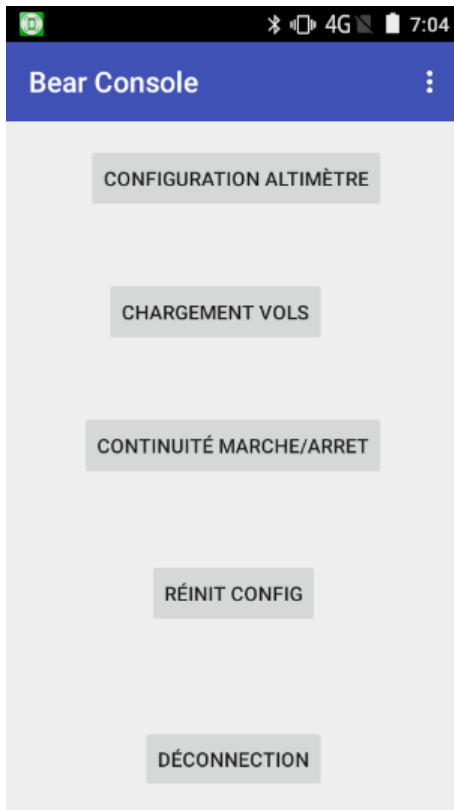 4G 7:04
Bear Console
CONFIGURATION ALTIMÈTRE
CHARGEMENT VOLS
CONTINUITÉ MARCHE/ARRET
RÉINIT CONFIG
DÉCONNECTION